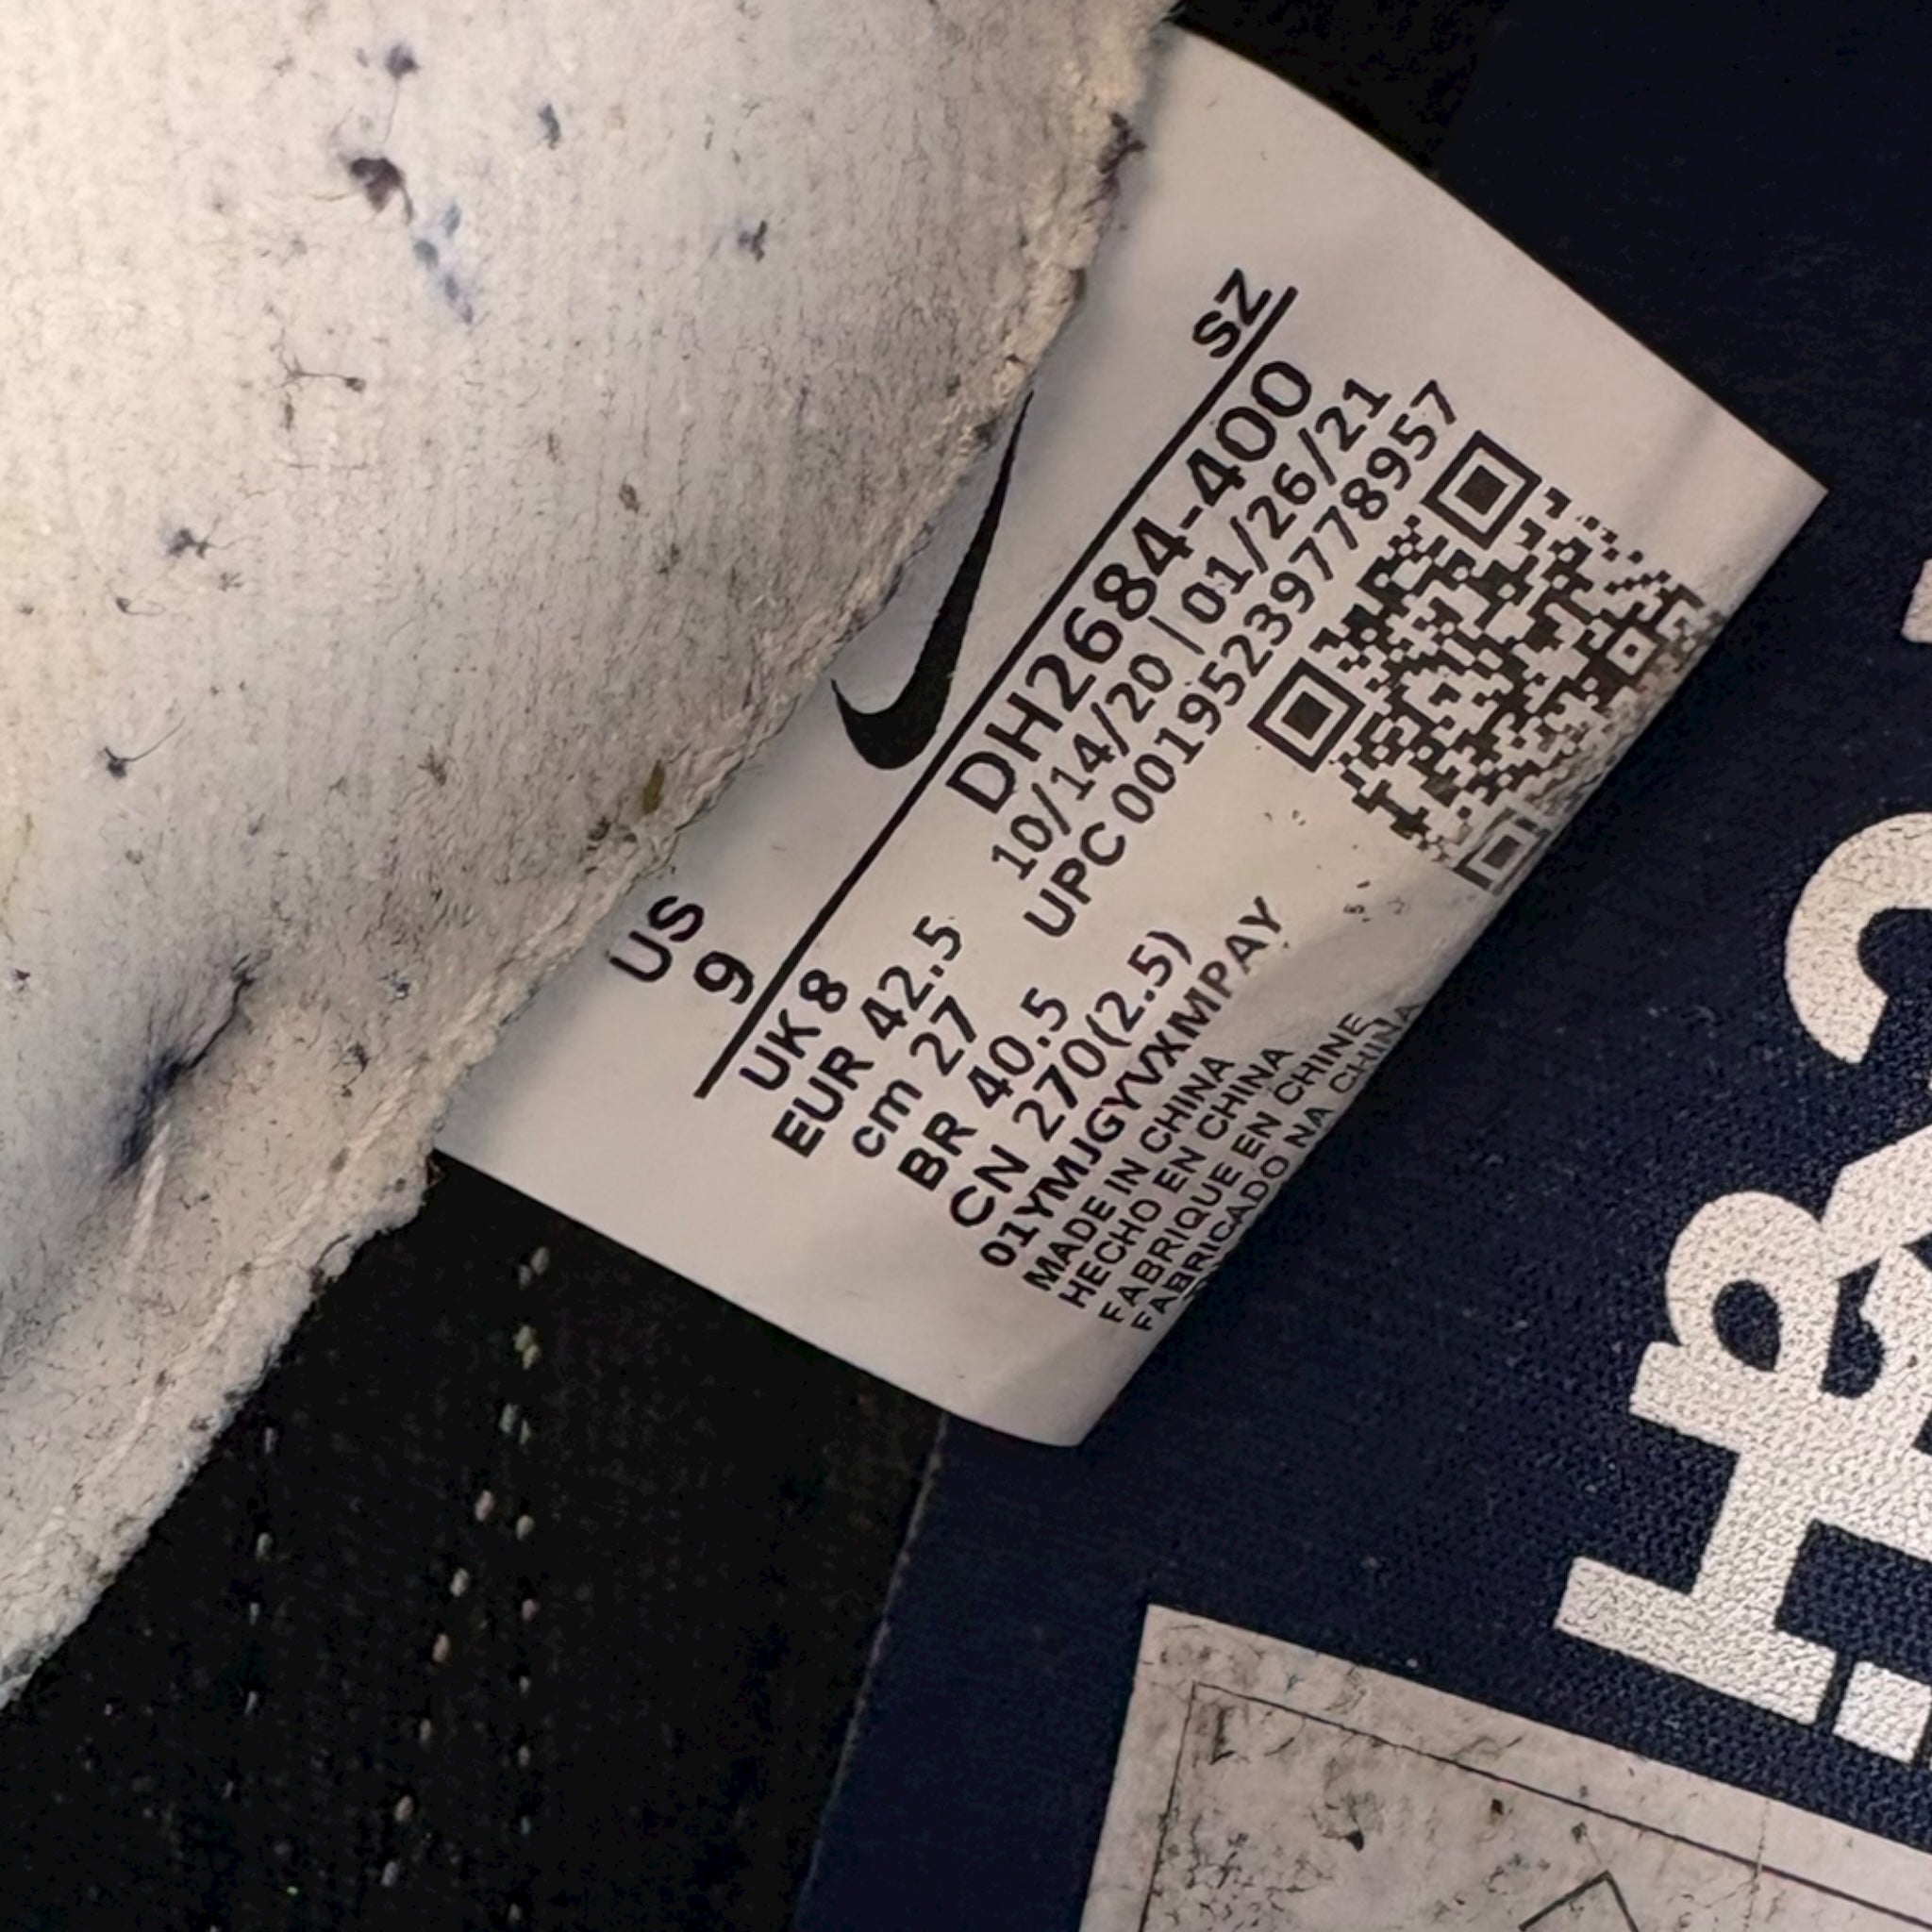 US
9
SZ
UK 8
EUR 42.5
cm 27
BR 40.5
CN 270(2.5)
01YMJGYVXMPAY
MADE IN CHINA
HECHO EN CHINA
FABRIQUE EN CHINE
FABRICADO NA CHINA
DH2684-400
10/14/20 | 01/26/21
UPC 00195239778957